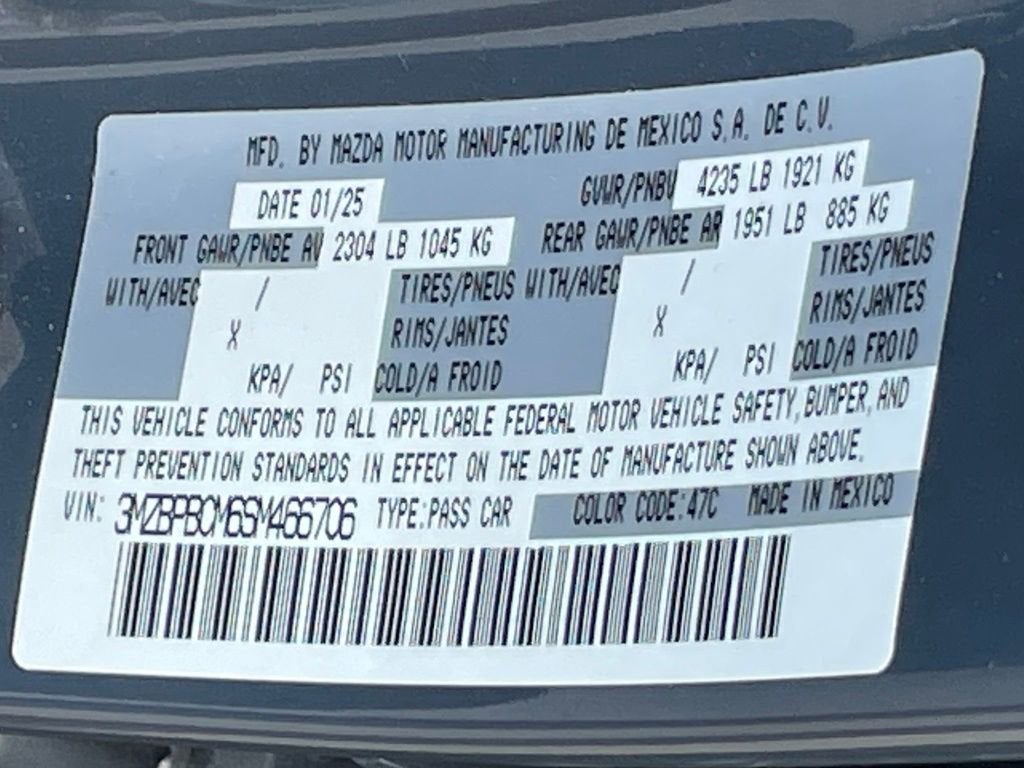 MFD. BY MAZDA MOTOR MANUFACTURING DE MEXICO S.A. DE C.V.
DATE 01/25 GVWR/PNBV 4235 LB 1921 KG
FRONT GAWR/PNBE AV 2304 LB 1045 KG REAR GAWR/PNBE AR 1951 LB 885 KG
WITH/AVEC / TIRES/PNEUS WITH/AVEC / TIRES/PNEUS
X RIMS/JANTES X RIMS/JANTES
KPA/ PSI COLD/A FROID KPA/ PSI COLD/A FROID
THIS VEHICLE CONFORMS TO ALL APPLICABLE FEDERAL MOTOR VEHICLE SAFETY, BUMPER, AND
THEFT PREVENTION STANDARDS IN EFFECT ON THE DATE OF MANUFACTURE SHOWN ABOVE.
VIN: 3MZBPBCM6SM466706 TYPE:PASS CAR COLOR CODE:47C MADE IN MEXICO